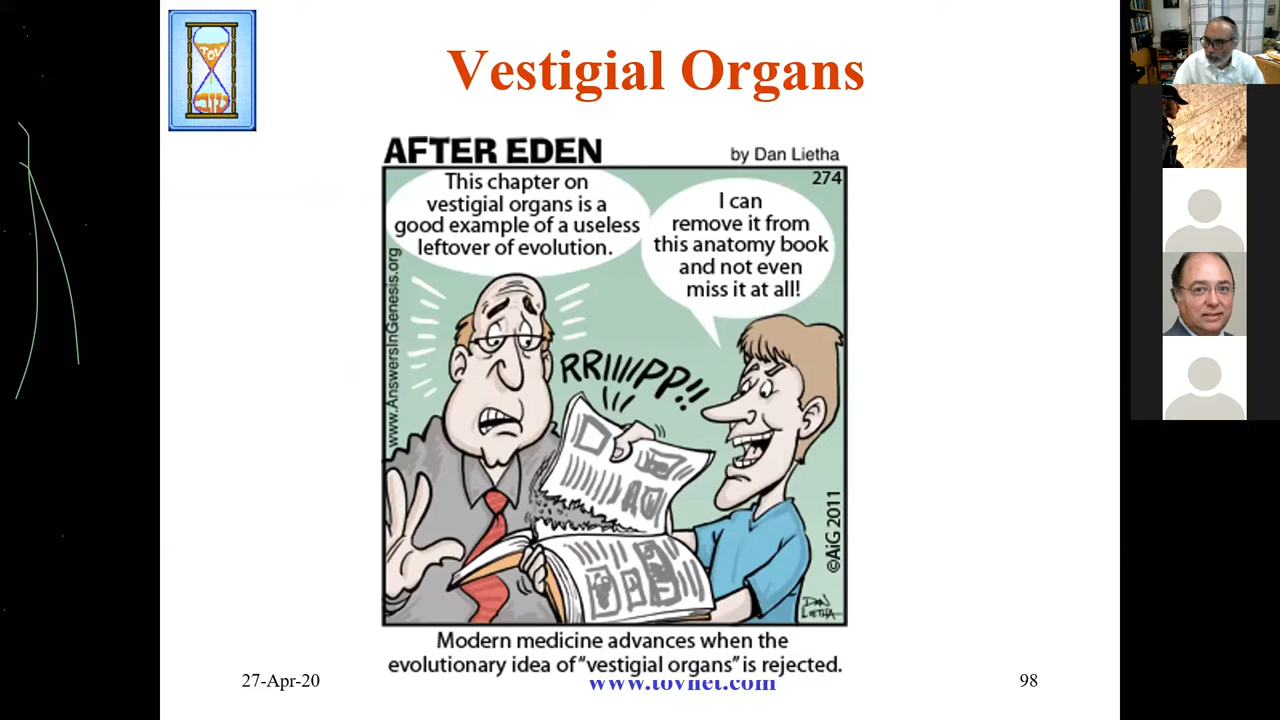 Vestigial Organs
AFTER EDEN
by Dan Lietha
274
This chapter on
vestigial organs is a
good example of a useless
leftover of evolution.
I can
remove it from
this anatomy book
and not even
miss it at all!
www.AnswersInGenesis.org
RRIIIIPP!!
©AiG 2011
DAN
LIETHA
Modern medicine advances when the
evolutionary idea of “vestigial organs” is rejected.
27-Apr-20
www.tovnet.com
98
TOV
טוב